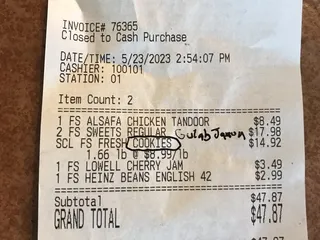 INVOICE# 76365
Closed to Cash Purchase
DATE/TIME: 5/23/2023 2:54:07 PM
CASHIER: 100101
STATION: 01
Item Count: 2
1 FS ALSAFA CHICKEN TANDOOR $8.49
2 FS SWEETS REGULAR Gulab Jamun $17.98
SCL FS FRESH COOKIES $14.92
1.66 lb @ $8.99/lb
1 FS LOWELL CHERRY JAM $3.49
1 FS HEINZ BEANS ENGLISH 42 $2.99
Subtotal $47.87
GRAND TOTAL $47.87
$47.87